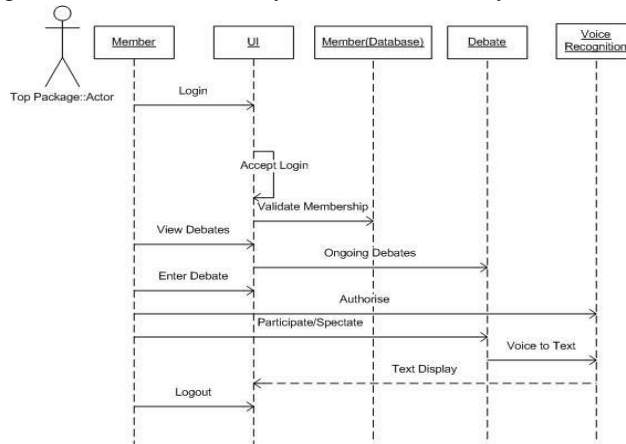 Member
UI
Member(Database)
Debate
Voice
Recognition
Top Package::Actor
Login
Accept Login
Validate Membership
View Debates
Ongoing Debates
Enter Debate
Authorise
Participate/Spectate
Voice to Text
Text Display
Logout